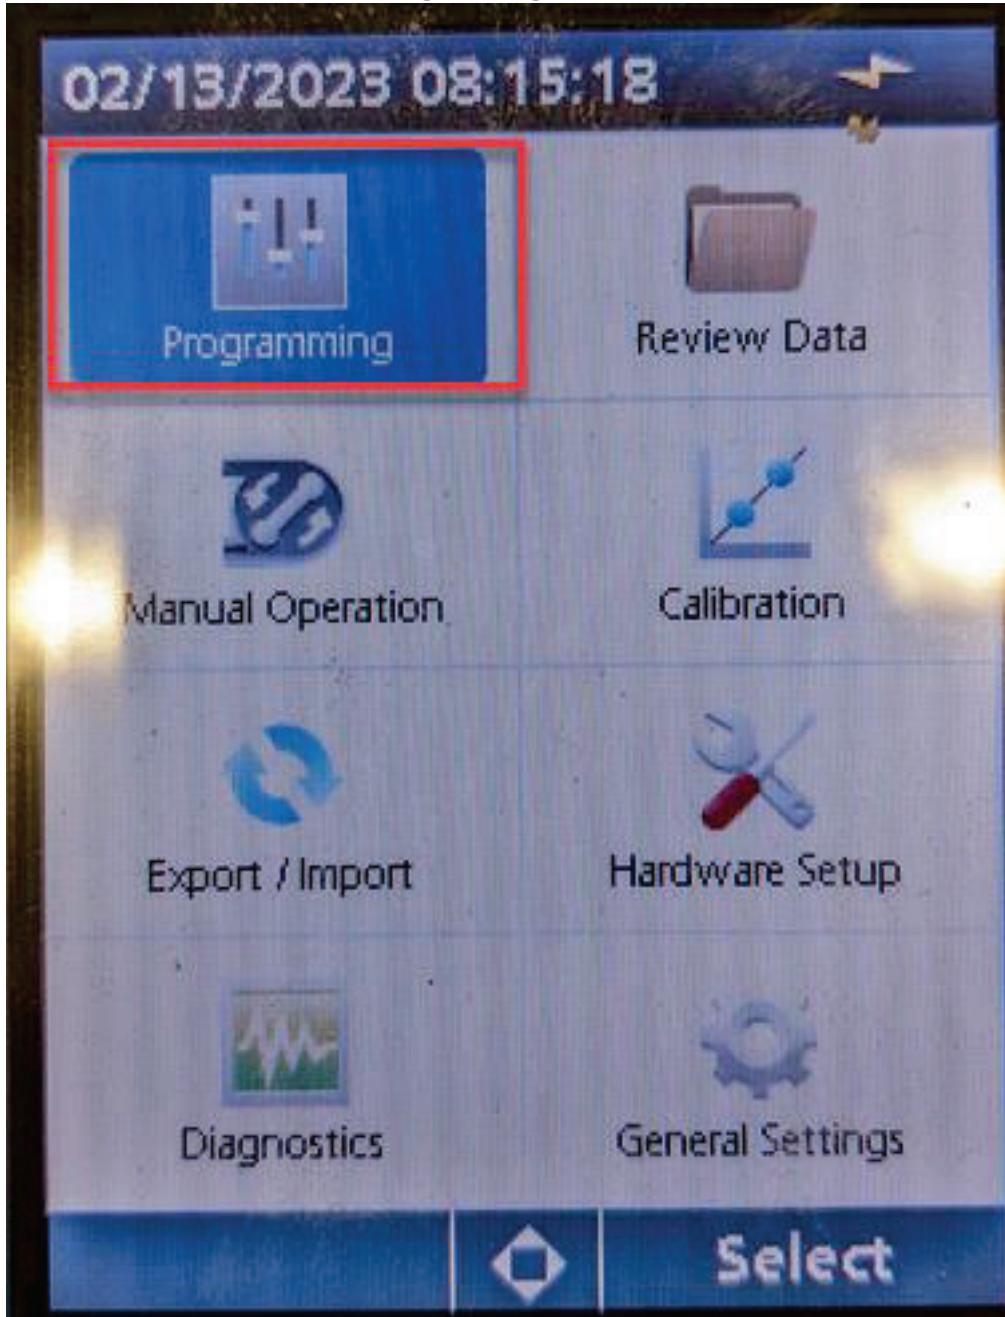 02/13/2023 08:15:18
Programming
Review Data
Manual Operation
Calibration
Export / Import
Hardware Setup
Diagnostics
General Settings
Select